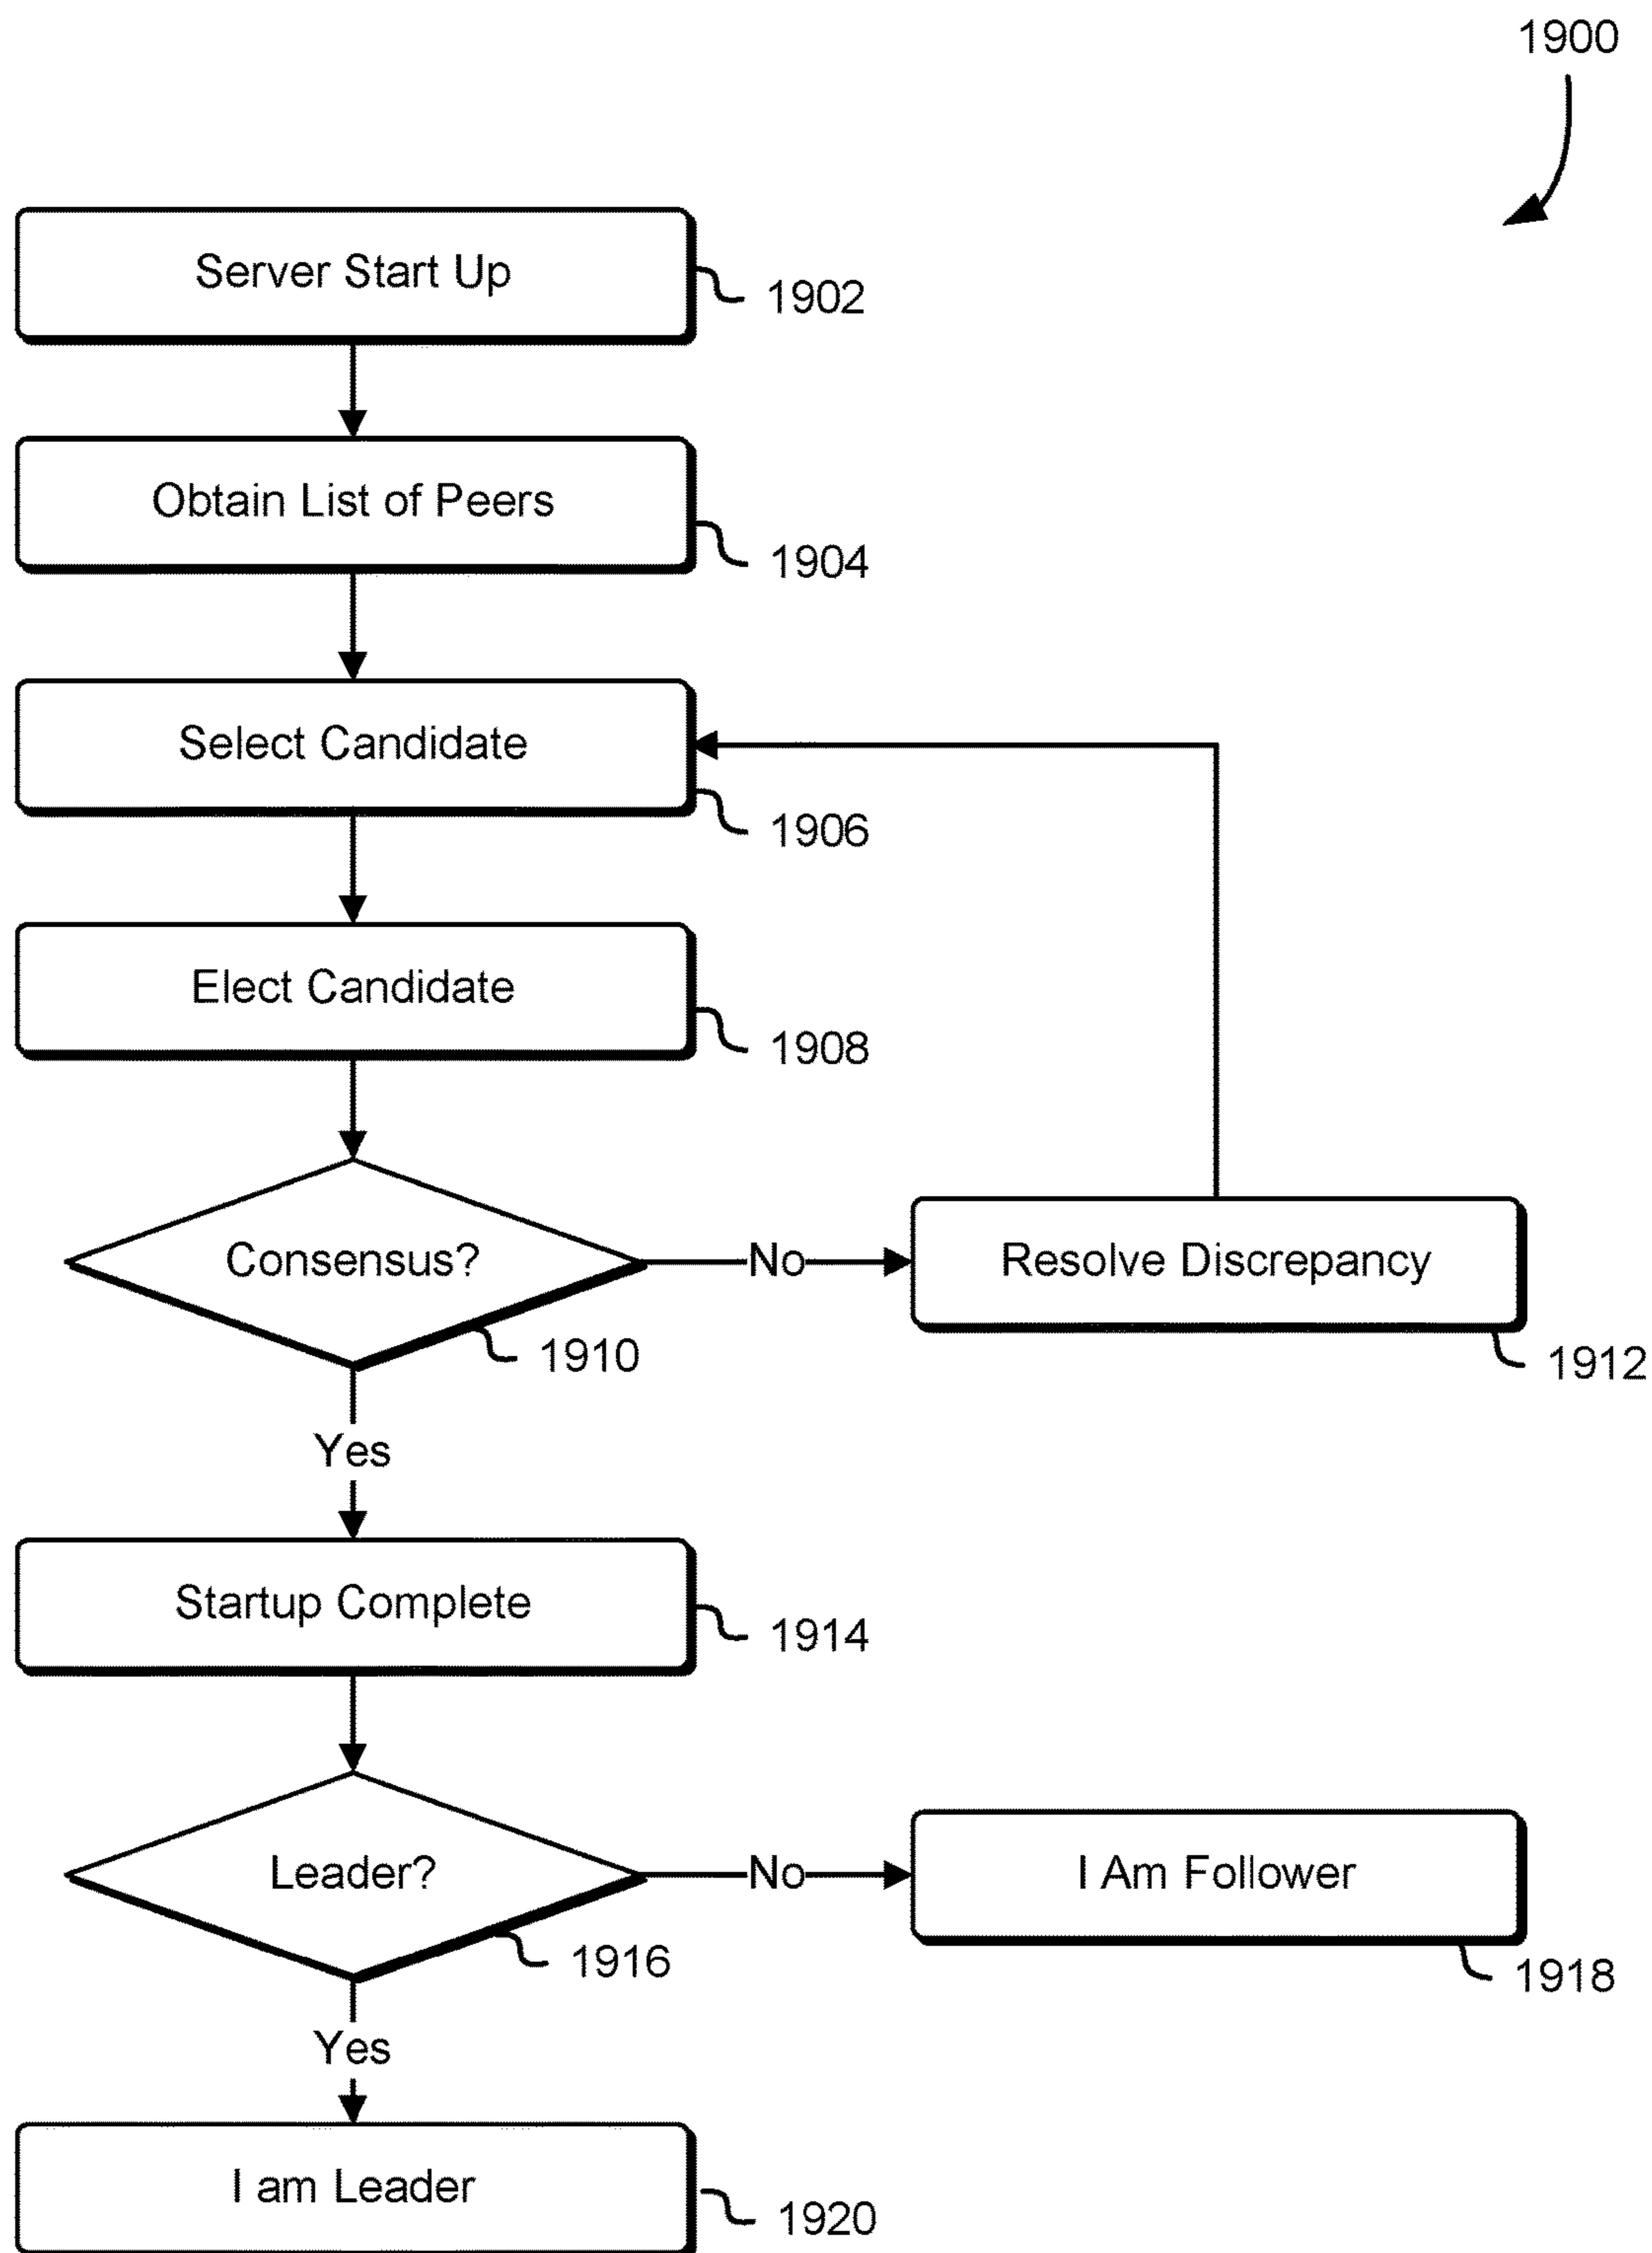 1900
Server Start Up
1902
Obtain List of Peers
1904
Select Candidate
1906
Elect Candidate
1908
Consensus?
No
Resolve Discrepancy
1910
1912
Yes
Startup Complete
1914
Leader?
No
I Am Follower
1916
1918
Yes
I am Leader
1920